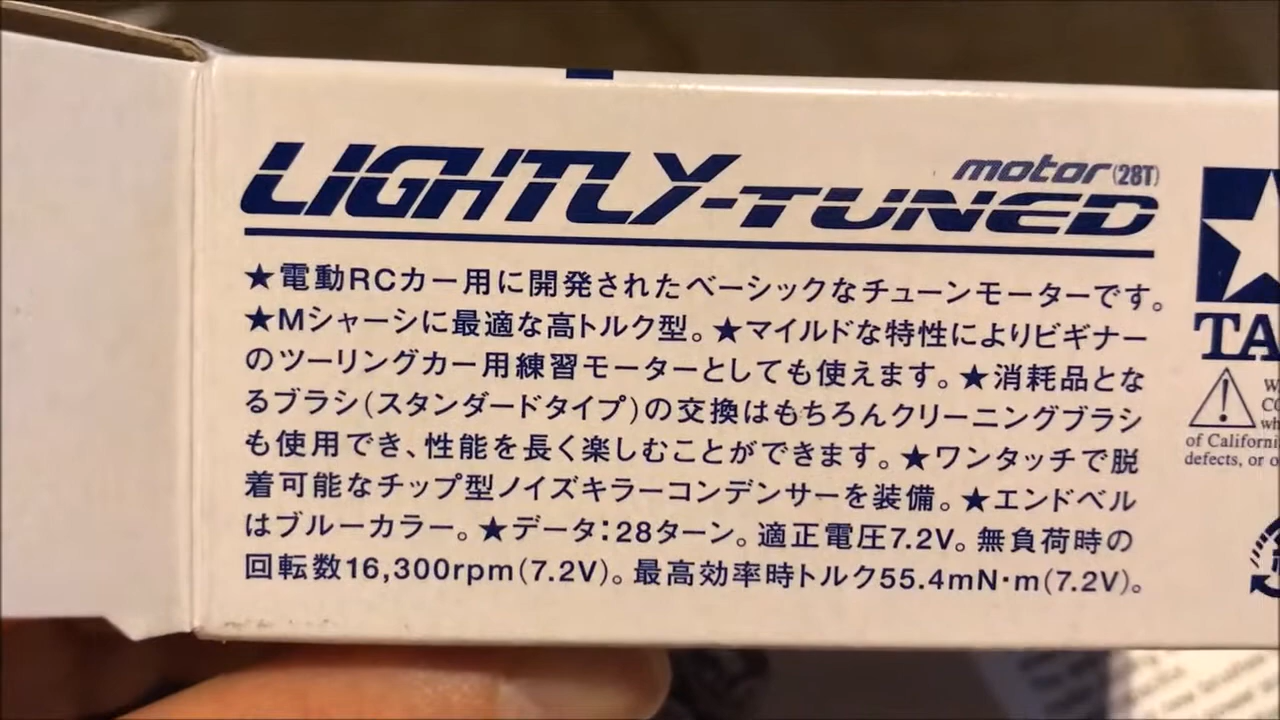 LIGHTLY-TUNED motor (28T)
★電動RCカー用に開発されたベーシックなチューンモーターです。
★Mシャーシに最適な高トルク型。★マイルドな特性によりビギナー
のツーリングカー用練習モーターとしても使えます。★消耗品とな
るブラシ(スタンダードタイプ)の交換はもちろんクリーニングブラシ
も使用でき、性能を長く楽しむことができます。★ワンタッチで脱
着可能なチップ型ノイズキラーコンデンサーを装備。★エンドベル
はブルーカラー。★データ:28ターン。適正電圧7.2V。無負荷時の
回転数16,300rpm(7.2V)。最高効率時トルク55.4mN・m(7.2V)。
TA
of Californi
defects, or o